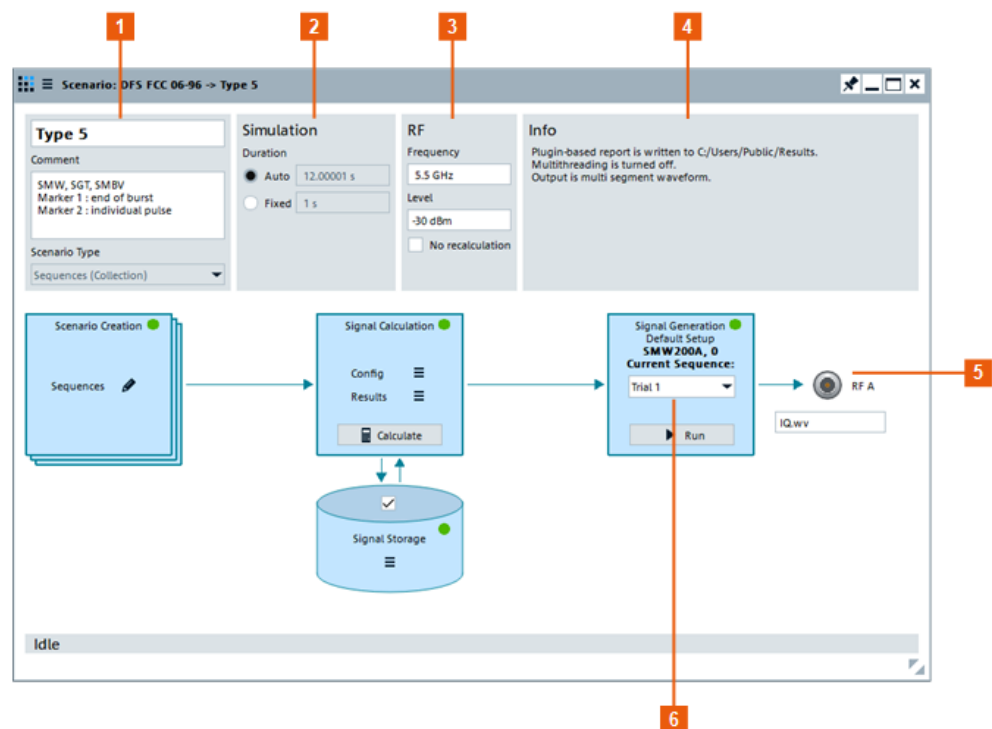 1
2
3
4
Scenario: DFS FCC 06-96 -> Type 5
Type 5
Comment
SMW, SGT, SMBV
Marker 1 : end of burst
Marker 2 : individual pulse
Scenario Type
Sequences (Collection)
Simulation
Duration
Auto
12.00001 s
Fixed
1 s
RF
Frequency
5.5 GHz
Level
-30 dBm
No recalculation
Info
Plugin-based report is written to C:/Users/Public/Results.
Multithreading is turned off.
Output is multi segment waveform.
Scenario Creation
Sequences
Signal Calculation
Config
Results
Calculate
Signal Storage
Signal Generation
Default Setup
SMW200A, 0
Current Sequence:
Trial 1
Run
RF A
IQ.wv
5
Idle
6